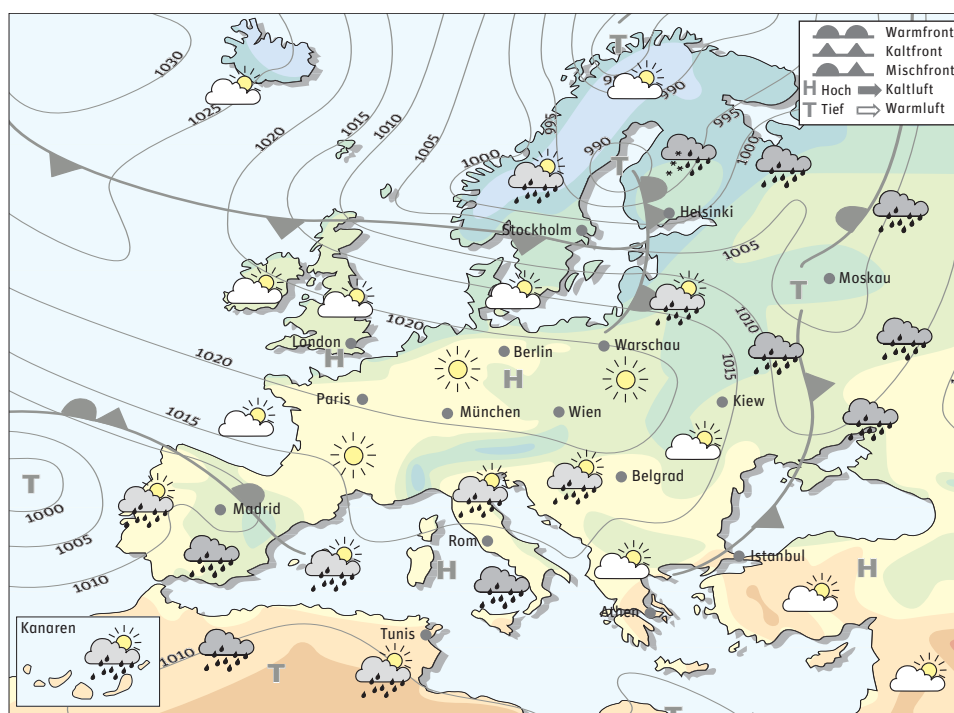 Warmfront
Kaltfront
Mischfront
H Hoch Kaltluft
T Tief Warmluft
T
1030
1025
1020
1015
1010
1005
1000
995
990
990
995
1000
T
Helsinki
Stockholm
1005
Moskau
T
1010
1015
1020
London
H
Berlin
Warschau
H
1020
Paris
München
Wien
Kiew
1015
T
1000
Madrid
Belgrad
1005
Rom
H
Istanbul
H
1010
Athen
Kanaren
Tunis
1010
T
T